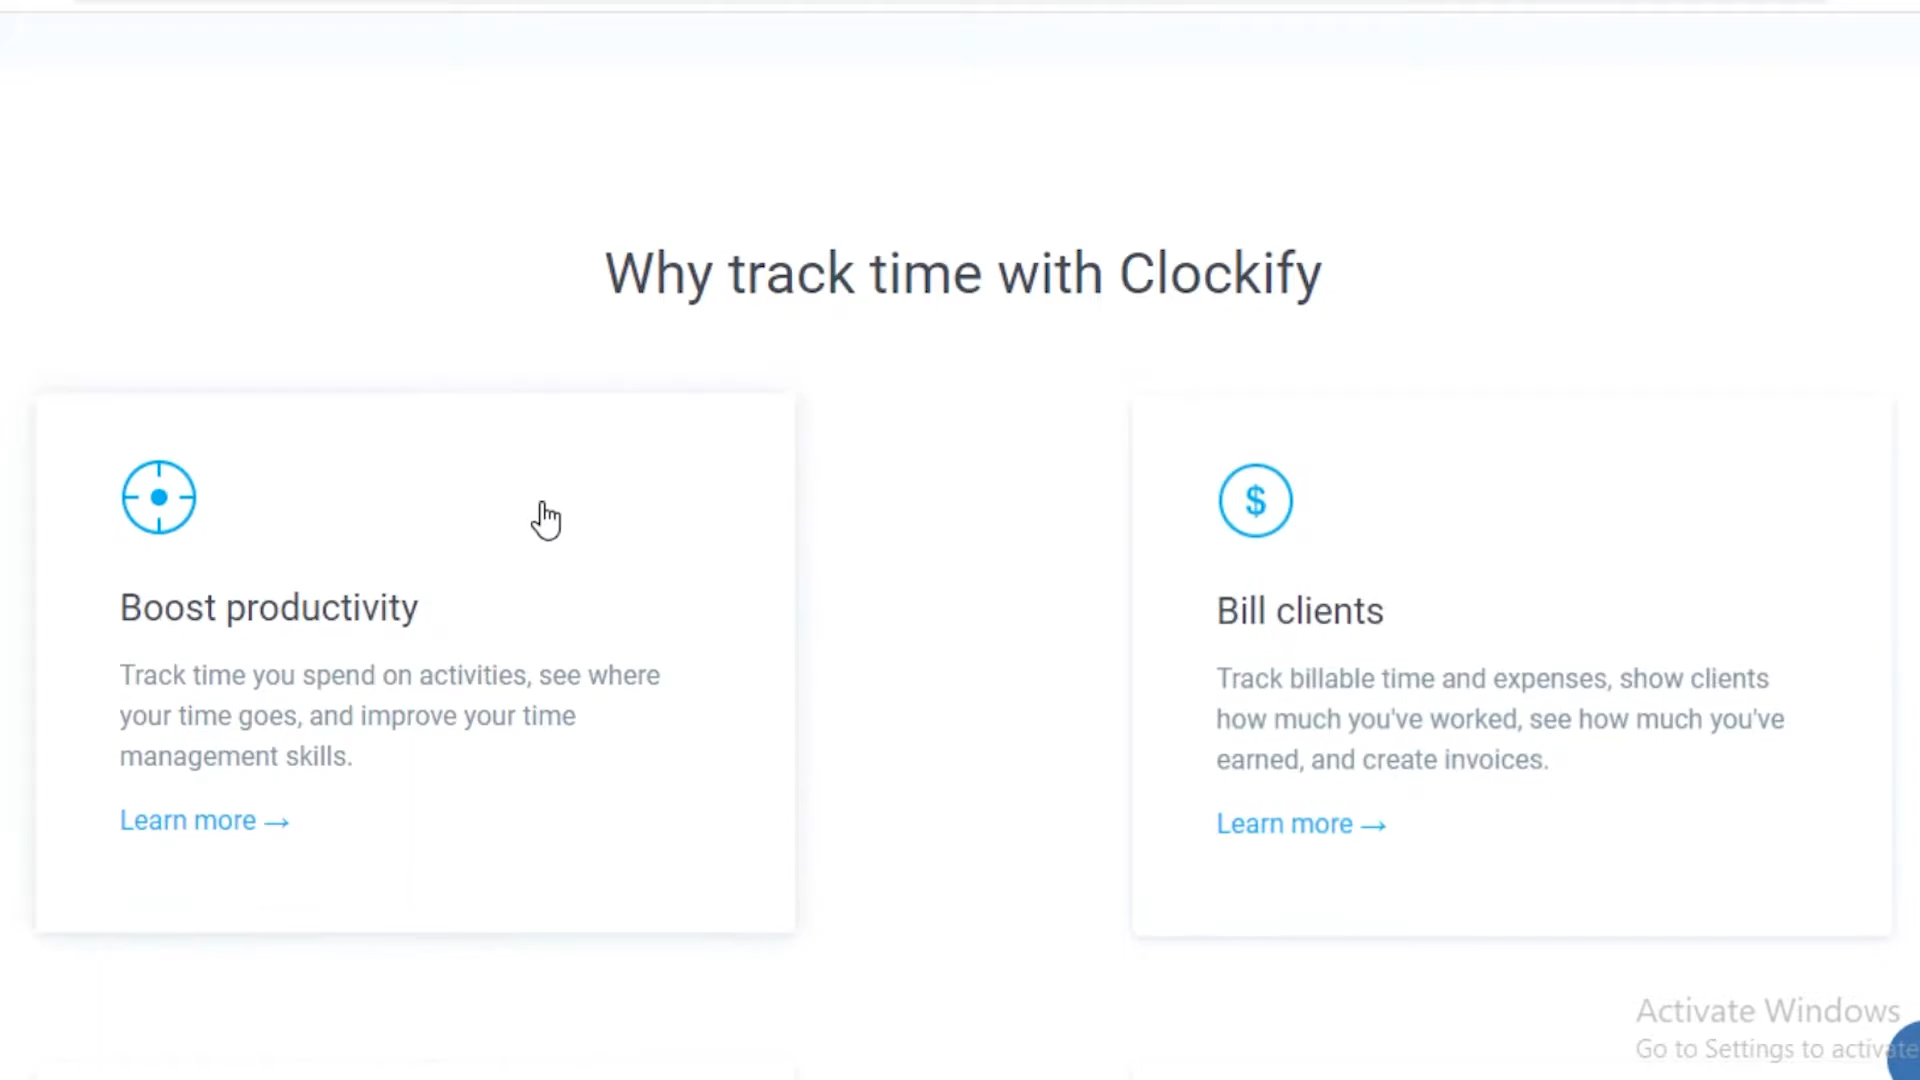 Why track time with Clockify
$
Boost productivity
Track time you spend on activities, see where
your time goes, and improve your time
management skills.
Learn more →
Bill clients
Track billable time and expenses, show clients
how much you've worked, see how much you've
earned, and create invoices.
Learn more →
Activate Windows
Go to Settings to activate